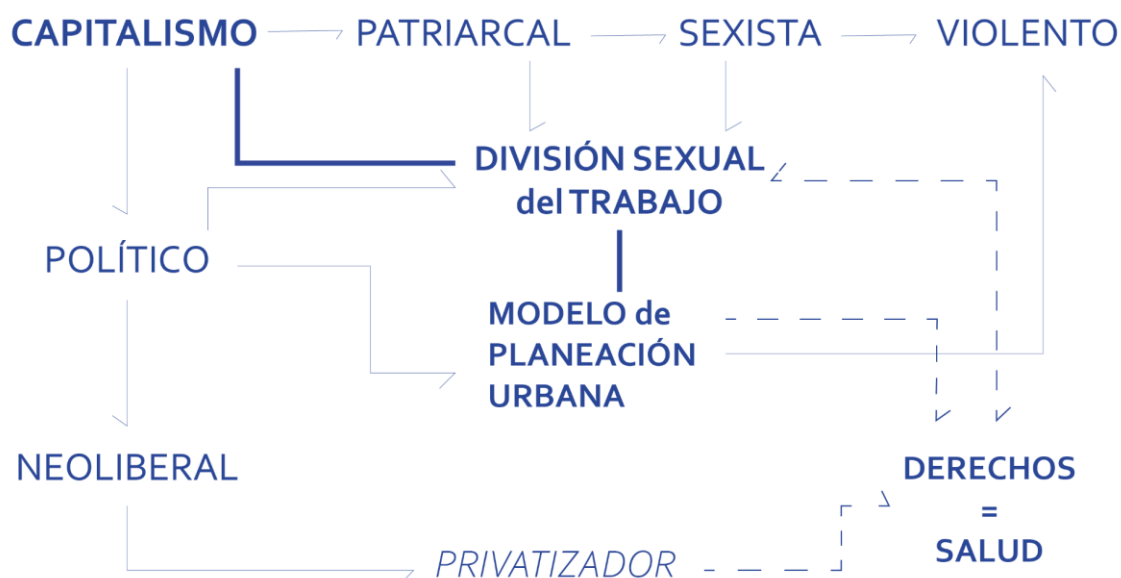 CAPITALISMO PATRIARCAL SEXISTA VIOLENTO
DIVISIÓN SEXUAL
del TRABAJO
POLÍTICO
MODELO de
PLANEACIÓN
URBANA
NEOLIBERAL
DERECHOS
=
SALUD
PRIVATIZADOR